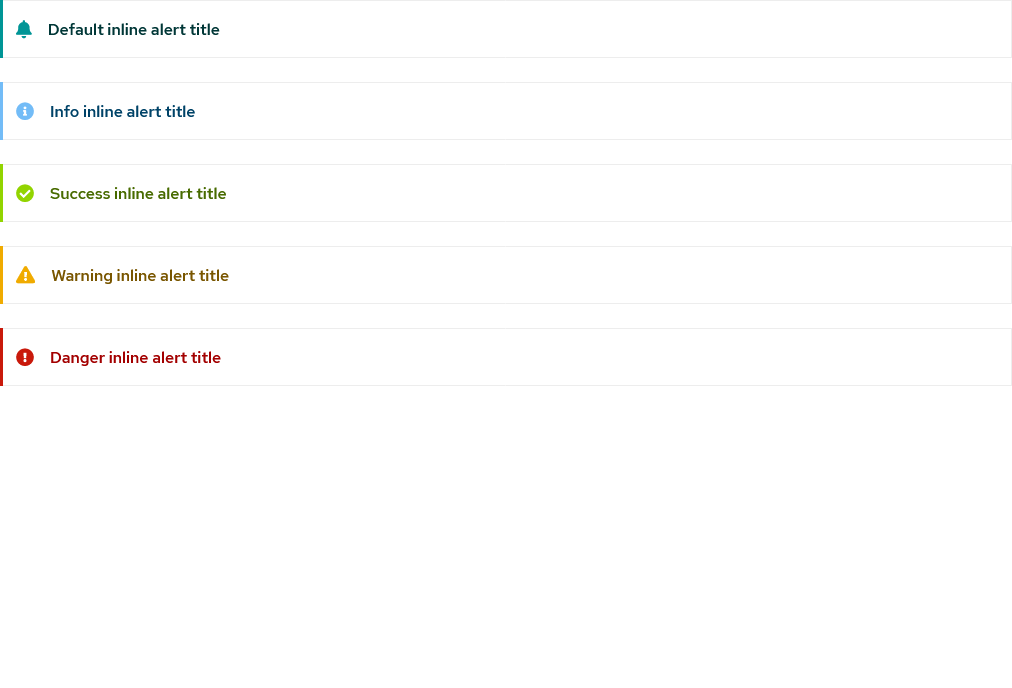 Default inline alert title
Info inline alert title
Success inline alert title
Warning inline alert title
Danger inline alert title